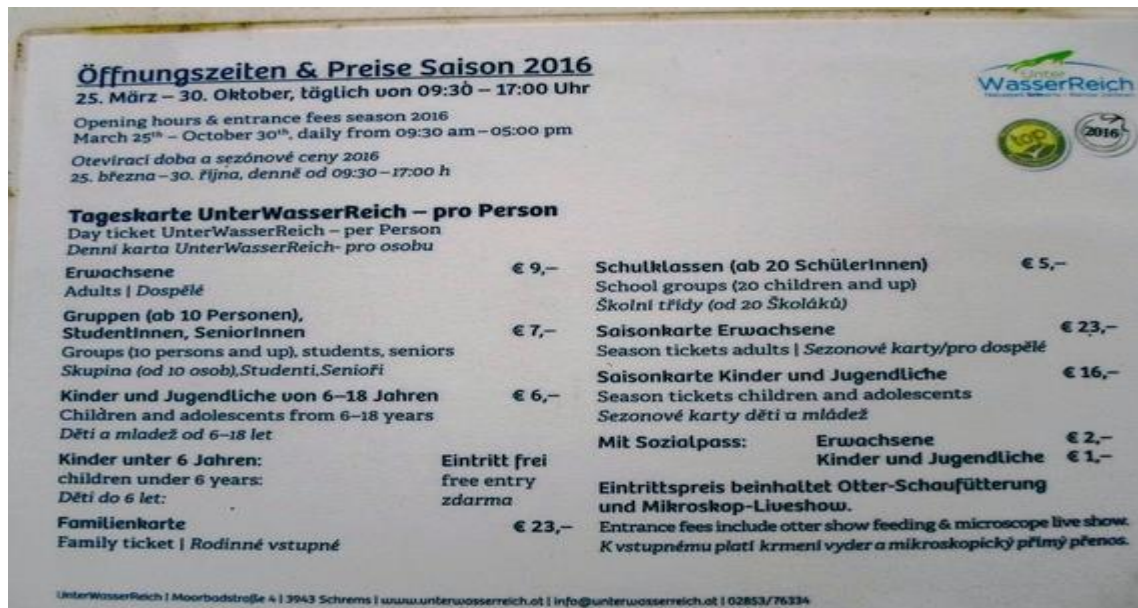 Öffnungszeiten & Preise Saison 2016
25. März – 30. Oktober, täglich von 09:30 – 17:00 Uhr
Opening hours & entrance fees season 2016
March 25th – October 30th, daily from 09:30 am – 05:00 pm
Otevírací doba a sezónové ceny 2016
25. března – 30. října, denně od 09:30 – 17:00 h
Unter
WasserReich
top
2016
Tageskarte UnterWasserReich – pro Person
Day ticket UnterWasserReich – per Person
Denní karta UnterWasserReich- pro osobu
Erwachsene € 9,–
Adults | Dospělé
Gruppen (ab 10 Personen),
StudentInnen, SeniorInnen € 7,–
Groups (10 persons and up), students, seniors
Skupina (od 10 osob),Studenti,Senioři
Kinder und Jugendliche von 6–18 Jahren € 6,–
Children and adolescents from 6–18 years
Děti a mladež od 6–18 let
Kinder unter 6 Jahren: Eintritt frei
children under 6 years: free entry
Děti do 6 let: zdarma
Familienkarte € 23,–
Family ticket | Rodinné vstupné
Schulklassen (ab 20 SchülerInnen) € 5,–
School groups (20 children and up)
Školní třídy (od 20 Školáků)
Saisonkarte Erwachsene € 23,–
Season tickets adults | Sezonové karty/pro dospělé
Saisonkarte Kinder und Jugendliche € 16,–
Season tickets children and adolescents
Sezonové karty děti a mládež
Mit Sozialpass: Erwachsene € 2,–
Kinder und Jugendliche € 1,–
Eintrittspreis beinhaltet Otter-Schaufütterung
und Mikroskop-Liveshow.
Entrance fees include otter show feeding & microscope live show.
K vstupnému platí krmení vyder a mikroskopický přímý přenos.
UnterWasserReich | Moorbadstraße 4 | 3943 Schrems | www.unterwasserreich.at | info@unterwasserreich.at | 02853/76334